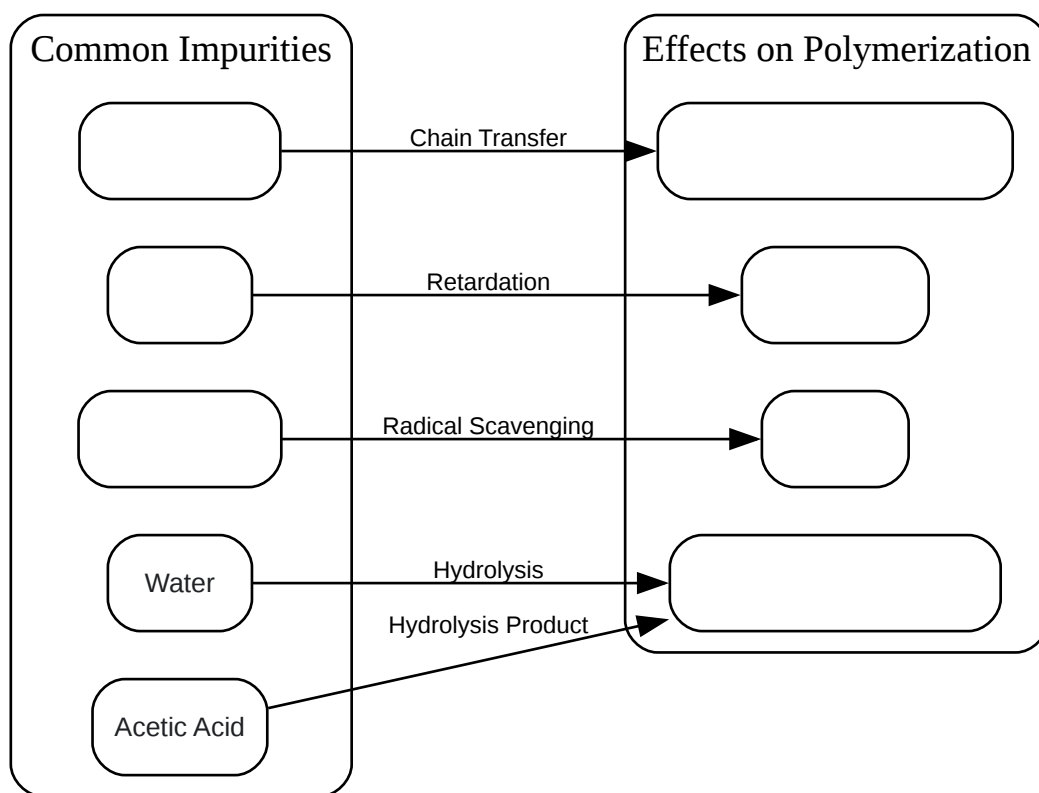 Common Impurities
Effects on Polymerization
Chain Transfer
Retardation
Radical Scavenging
Water
Hydrolysis
Hydrolysis Product
Acetic Acid